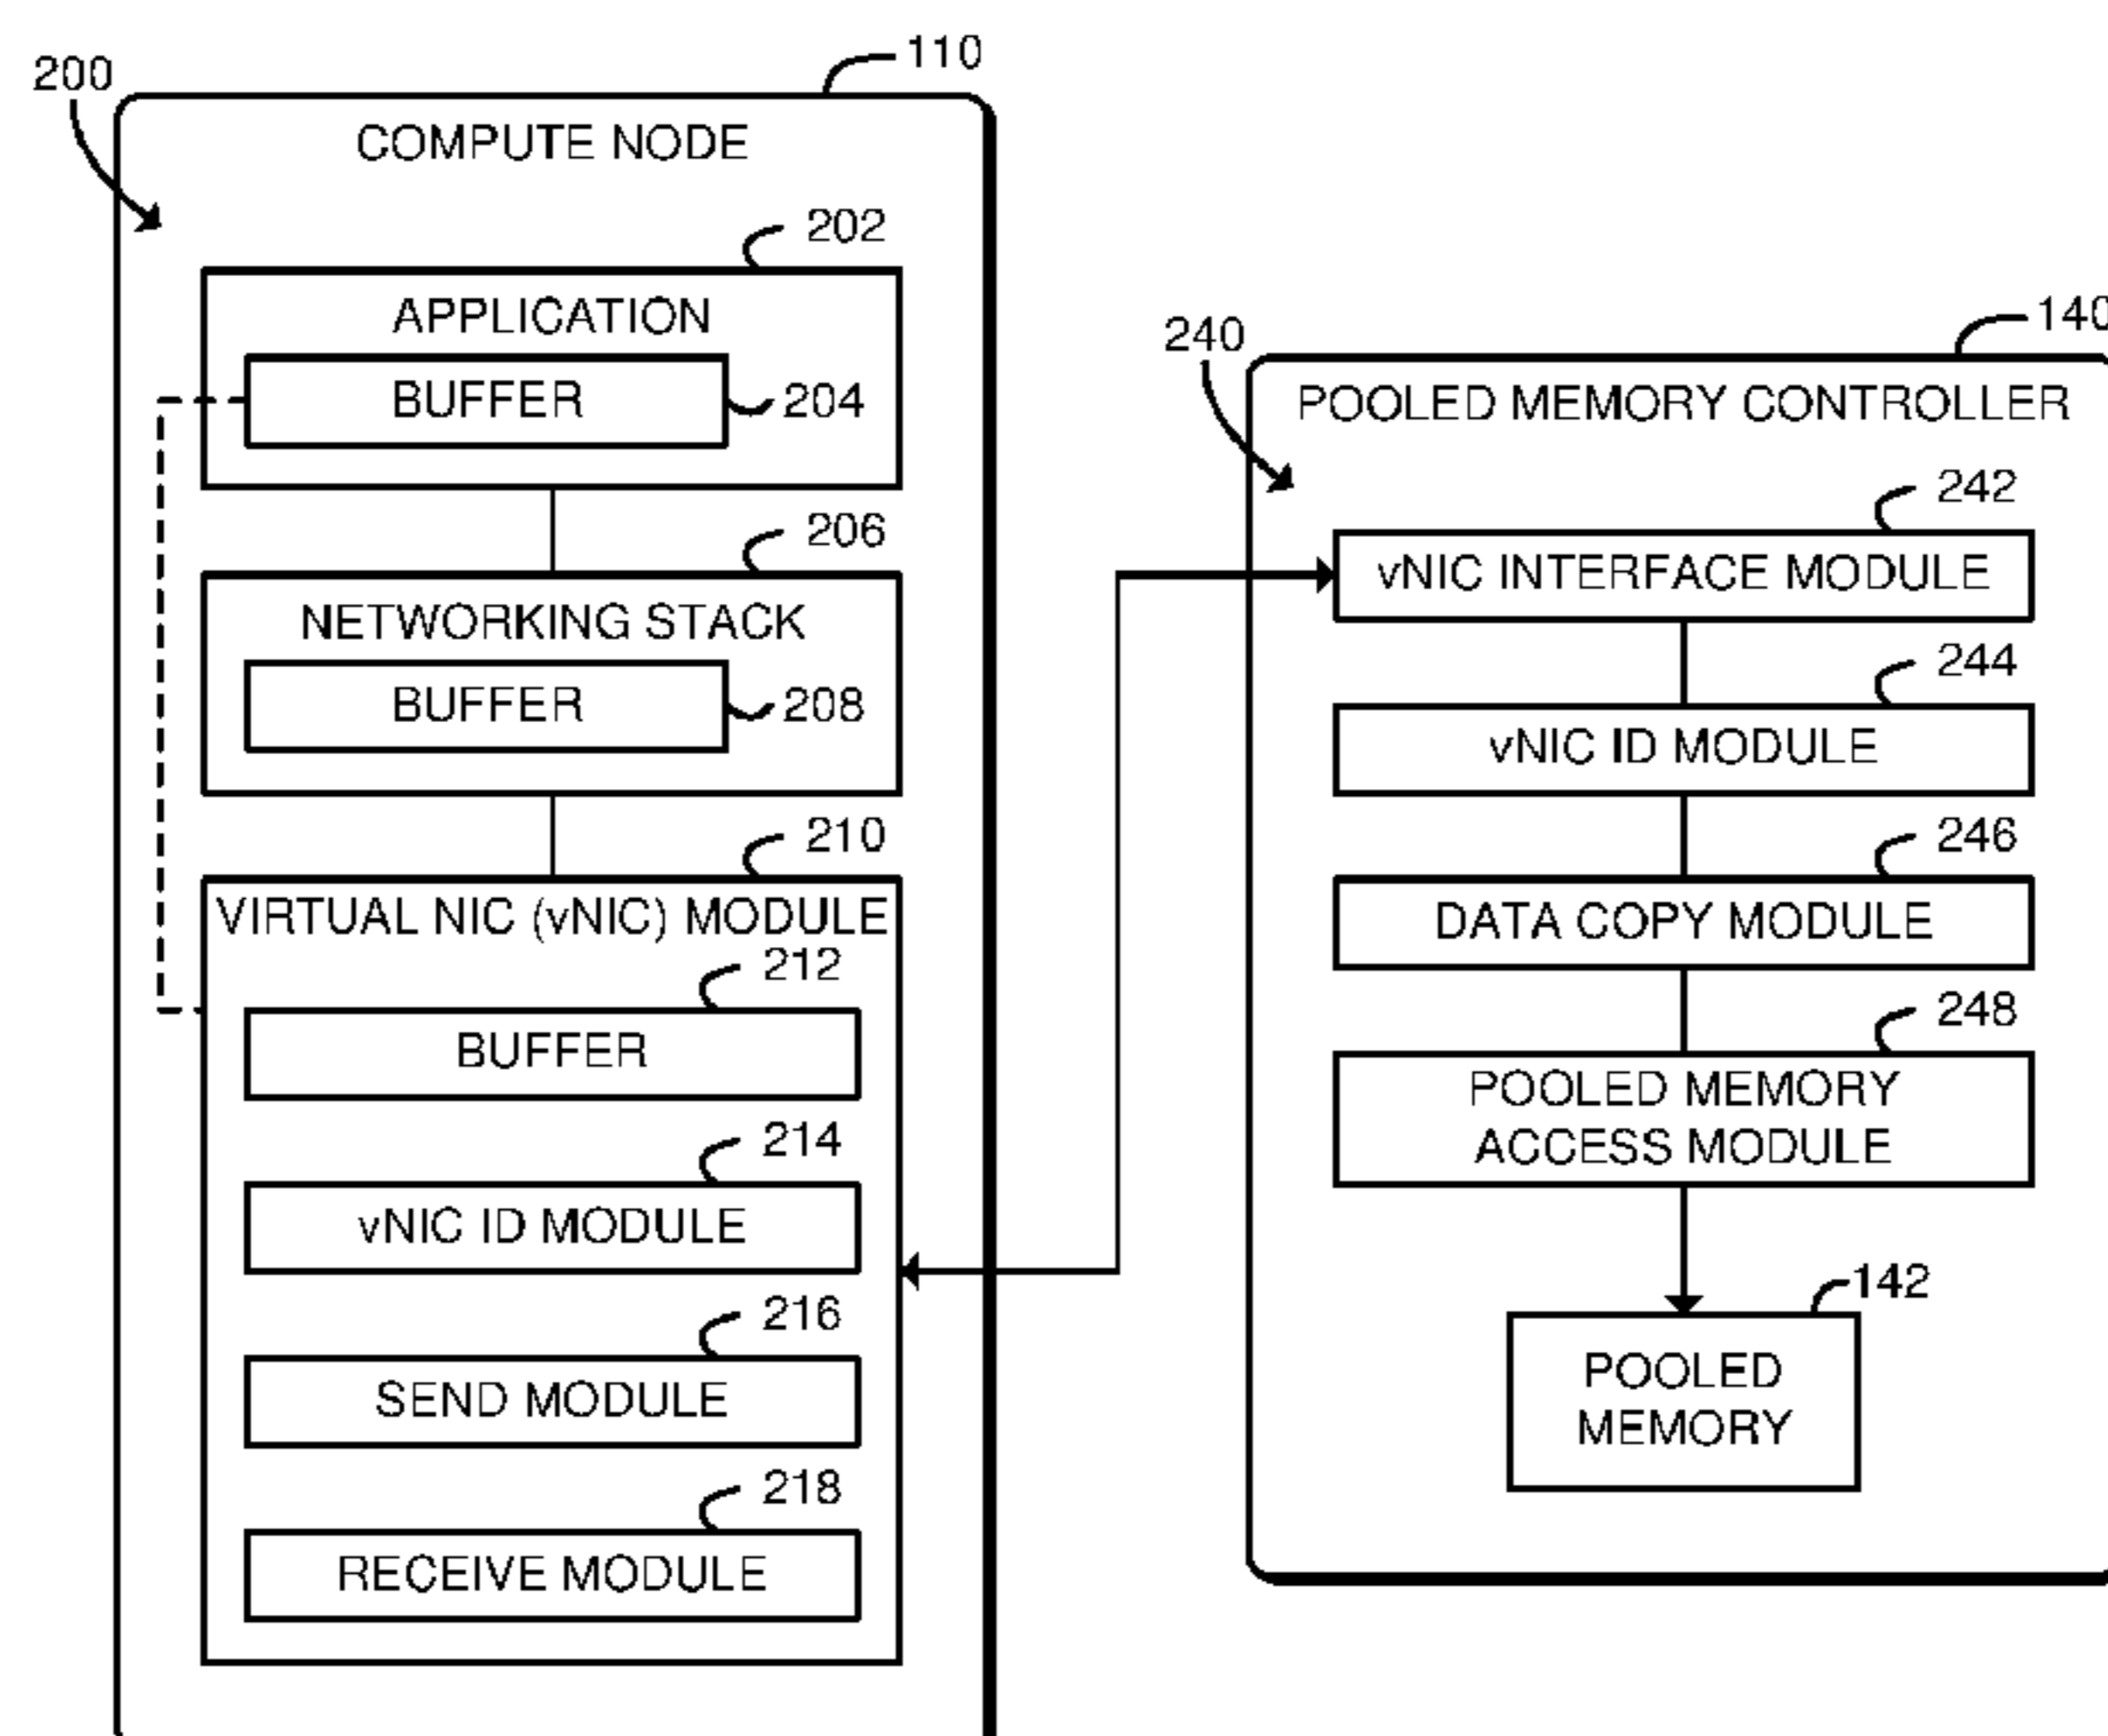 110
200
COMPUTE NODE
202
APPLICATION
BUFFER
204
206
NETWORKING STACK
BUFFER
208
210
VIRTUAL NIC (vNIC) MODULE
212
BUFFER
214
vNIC ID MODULE
216
SEND MODULE
218
RECEIVE MODULE
140
240
POOLED MEMORY CONTROLLER
242
vNIC INTERFACE MODULE
244
vNIC ID MODULE
246
DATA COPY MODULE
248
POOLED MEMORY
ACCESS MODULE
142
POOLED
MEMORY